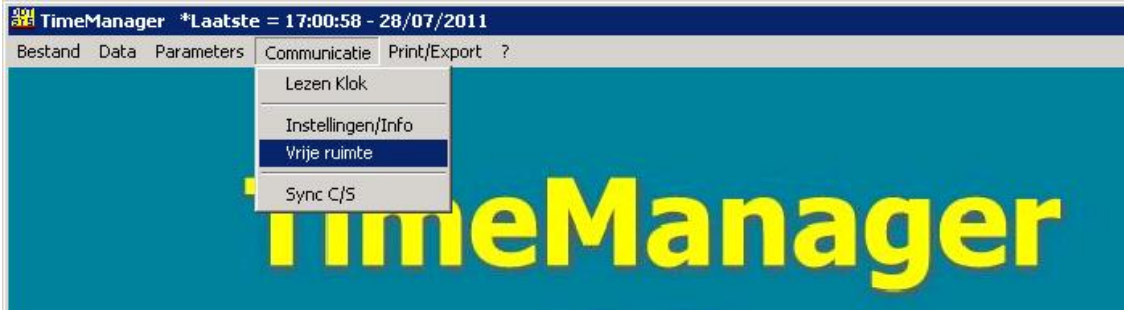 TimeManager *Laatste = 17:00:58 - 28/07/2011
Bestand Data Parameters Communicatie Print/Export ?
Lezen Klok
Instellingen/Info
Vrije ruimte
Sync C/S
TimeManager